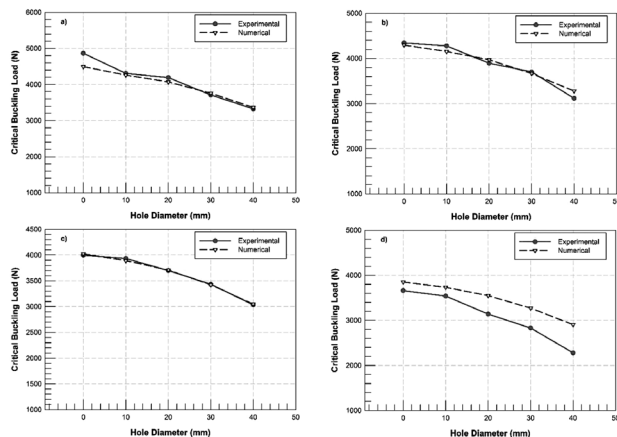 a)
Experimental
Numerical
Critical Buckling Load (N)
6000
5000
4000
3000
2000
1000
0 10 20 30 40 50
Hole Diameter (mm)
b)
Experimental
Numerical
Critical Buckling Load (N)
5000
4000
3000
2000
1000
0 10 20 30 40 50
Hole Diameter (mm)
c)
Experimental
Numerical
Critical Buckling Load (N)
4500
4000
3500
3000
2500
2000
1500
1000
0 10 20 30 40 50
Hole Diameter (mm)
d)
Experimental
Numerical
Critical Buckling Load (N)
5000
4000
3000
2000
1000
0 10 20 30 40 50
Hole Diameter (mm)